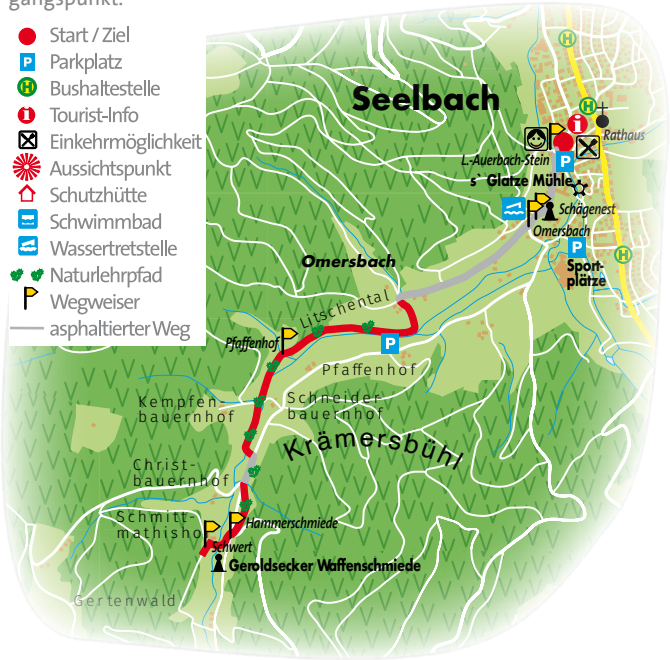 gangspunkt.
Start / Ziel
P Parkplatz
H Bushaltestelle
i Tourist-Info
Einkehrmöglichkeit
Aussichtspunkt
Schutzhütte
Schwimmbad
Wassertretstelle
Naturlehrpfad
Wegweiser
asphaltierter Weg
H
Seelbach
H
i
Rathaus
L.-Auerbach-Stein
P
s` Glatze Mühle
Schägenest
Omersbach
P
H
Omersbach
Sport-
plätze
Litschental
Pfaffenhof
P
Pfaffenhof
Kempfen-
bauernhof
Schneider-
bauernhof
Krämersbühl
Christ-
bauernhof
Schmitt-
mathishof
Hammerschmiede
Schwert
Geroldsecker Waffenschmiede
Gertenwald